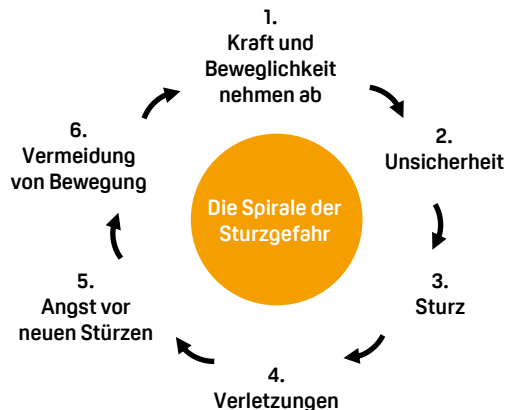 1.
Kraft und
Beweglichkeit
nehmen ab
2.
Unsicherheit
3.
Sturz
4.
Verletzungen
5.
Angst vor
neuen Stürzen
6.
Vermeidung
von Bewegung
Die Spirale der
Sturzgefahr